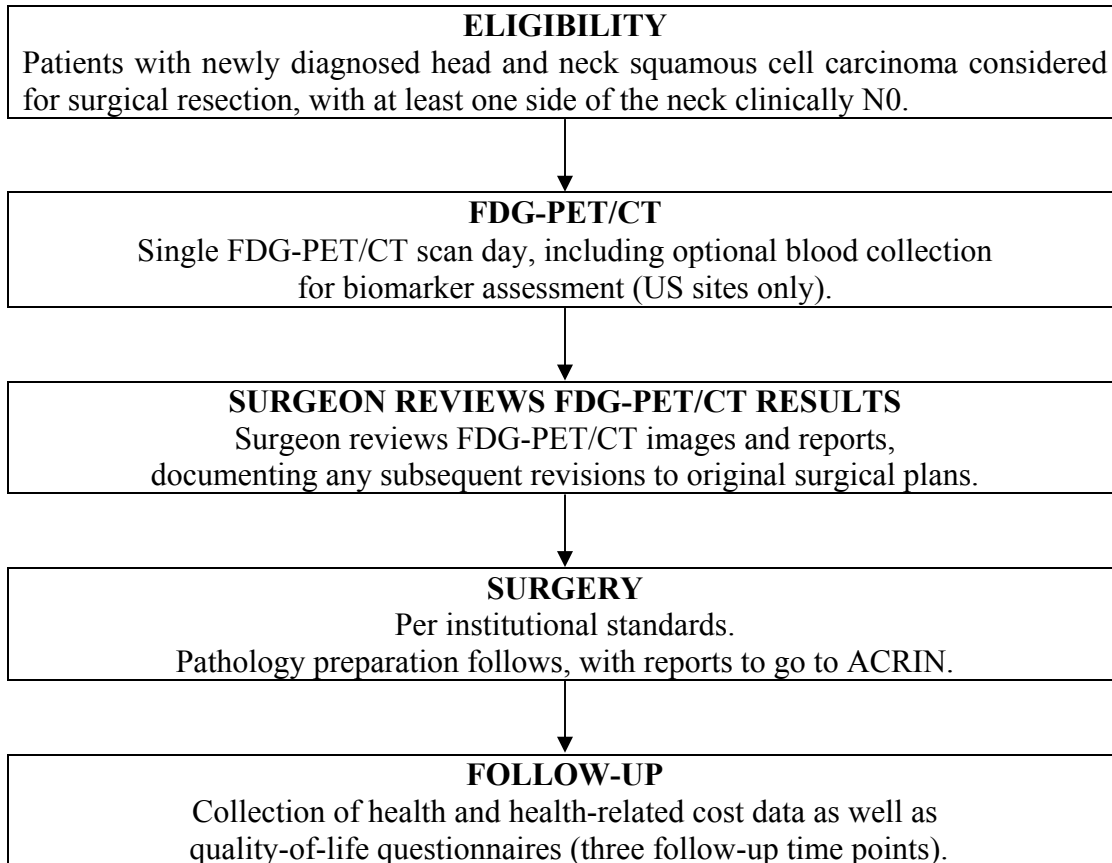 ELIGIBILITY
Patients with newly diagnosed head and neck squamous cell carcinoma considered
for surgical resection, with at least one side of the neck clinically N0.
FDG-PET/CT
Single FDG-PET/CT scan day, including optional blood collection
for biomarker assessment (US sites only).
SURGEON REVIEWS FDG-PET/CT RESULTS
Surgeon reviews FDG-PET/CT images and reports,
documenting any subsequent revisions to original surgical plans.
SURGERY
Per institutional standards.
Pathology preparation follows, with reports to go to ACRIN.
FOLLOW-UP
Collection of health and health-related cost data as well as
quality-of-life questionnaires (three follow-up time points).